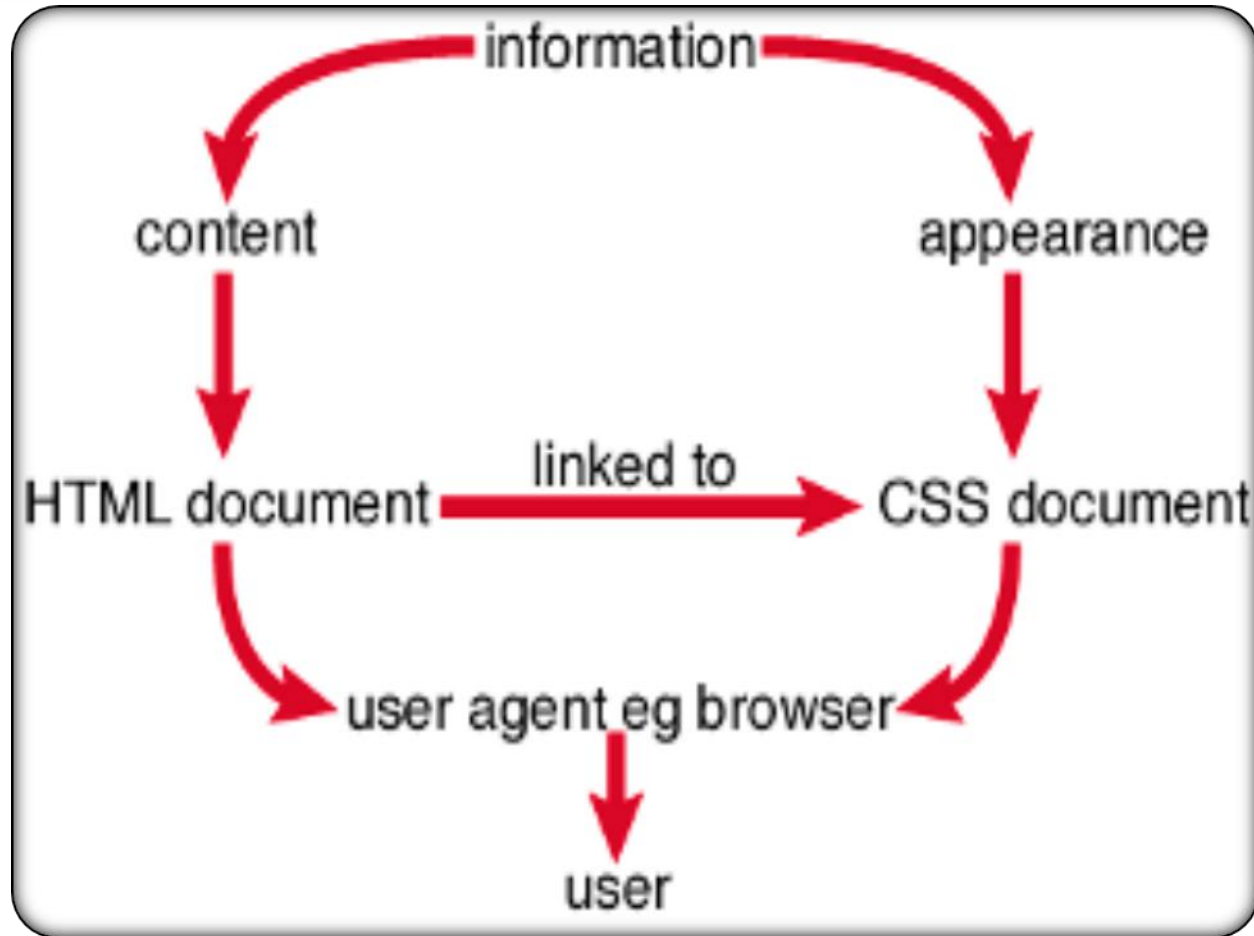 information
content
appearance
linked to
HTML document
CSS document
user agent eg browser
user